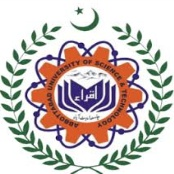 ABBOTTABAD UNIVERSITY OF SCIENCE & TECHNOLOGY
اقراء